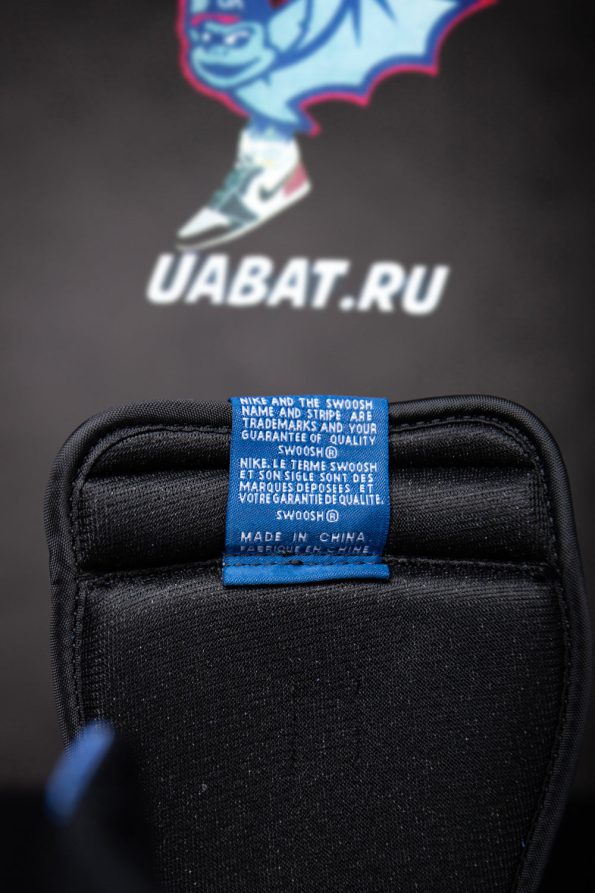 UABAT.RU
NIKE AND THE SWOOSH
NAME AND STRIPE ARE
TRADEMARKS AND YOUR
GUARANTEE OF QUALITY
SWOOSH®
NIKE. LE TERME SWOOSH
ET SON SIGLE SONT DES
MARQUES DEPOSEES ET
VOTRE GARANTIE DE QUALITE.
SWOOSH®
MADE IN CHINA.
FABRIQUE EN CHINE